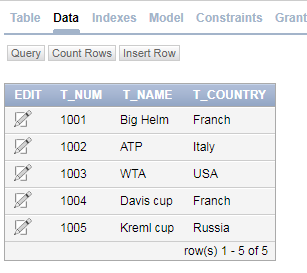 Table Data Indexes Model Constraints Grant
Query Count Rows Insert Row
EDIT T_NUM T_NAME T_COUNTRY
1001 Big Helm Franch
1002 ATP Italy
1003 WTA USA
1004 Davis cup Franch
1005 Kreml cup Russia
row(s) 1 - 5 of 5